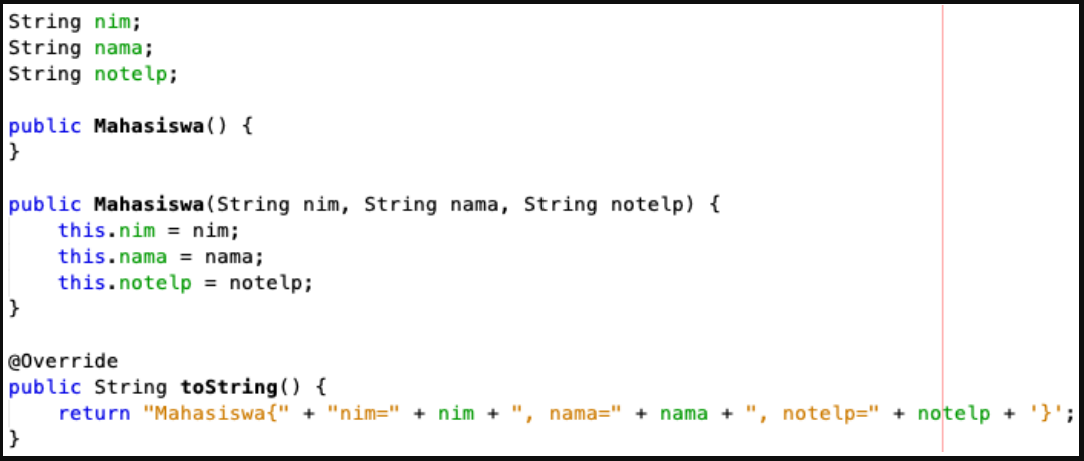 String nim;
String nama;
String notelp;
public Mahasiswa() {
}
public Mahasiswa(String nim, String nama, String notelp) {
this.nim = nim;
this.nama = nama;
this.notelp = notelp;
}
@Override
public String toString() {
return "Mahasiswa{" + "nim=" + nim + ", nama=" + nama + ", notelp=" + notelp + '}';
}